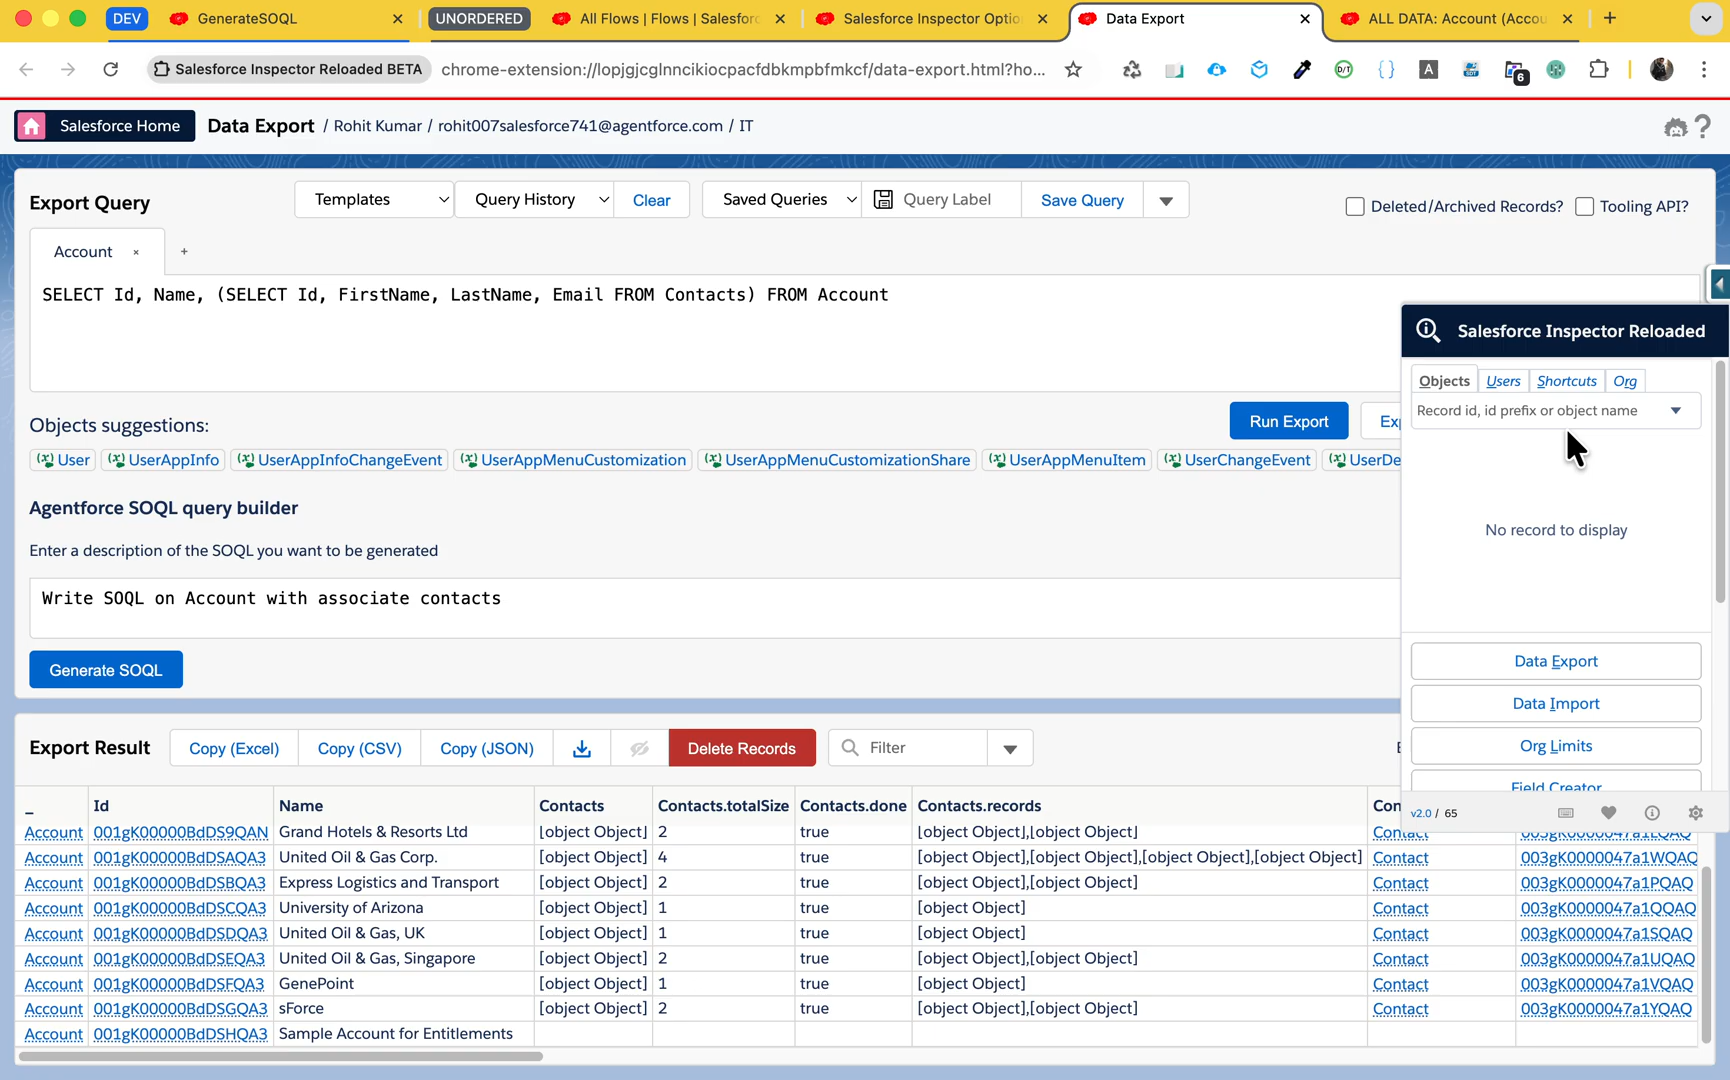 DEV GenerateSOQL UNORDERED All Flows | Flows | Salesforc Salesforce Inspector Optio Data Export ALL DATA: Account (Accou
Salesforce Inspector Reloaded BETA chrome-extension://lopjgjcglnncikiocpacfdbkmpbfmkcf/data-export.html?ho...
Salesforce Home Data Export / Rohit Kumar / rohit007salesforce741@agentforce.com / IT
Export Query Templates Query History Clear Saved Queries Query Label Save Query Deleted/Archived Records? Tooling API?
Account × +
SELECT Id, Name, (SELECT Id, FirstName, LastName, Email FROM Contacts) FROM Account
Salesforce Inspector Reloaded
Objects Users Shortcuts Org
Record id, id prefix or object name
No record to display
Data Export
Data Import
Org Limits
Field Creator
v2.0 / 65
Objects suggestions: Run Export Exp
User UserAppInfo UserAppInfoChangeEvent UserAppMenuCustomization UserAppMenuCustomizationShare UserAppMenuItem UserChangeEvent UserDe
Agentforce SOQL query builder
Enter a description of the SOQL you want to be generated
Write SOQL on Account with associate contacts
Generate SOQL
Export Result Copy (Excel) Copy (CSV) Copy (JSON) Delete Records Filter
_ Id Name Contacts Contacts.totalSize Contacts.done Contacts.records Con
Account 001gK00000BdDS9QAN Grand Hotels & Resorts Ltd [object Object] 2 true [object Object],[object Object] Contact
Account 001gK00000BdDSAQA3 United Oil & Gas Corp. [object Object] 4 true [object Object],[object Object],[object Object],[object Object] Contact 003gK0000047a1WQAQ
Account 001gK00000BdDSBQA3 Express Logistics and Transport [object Object] 2 true [object Object],[object Object] Contact 003gK0000047a1PQAQ
Account 001gK00000BdDSCQA3 University of Arizona [object Object] 1 true [object Object] Contact 003gK0000047a1QQAQ
Account 001gK00000BdDSDQA3 United Oil & Gas, UK [object Object] 1 true [object Object] Contact 003gK0000047a1SQAQ
Account 001gK00000BdDSEQA3 United Oil & Gas, Singapore [object Object] 2 true [object Object],[object Object] Contact 003gK0000047a1UQAQ
Account 001gK00000BdDSFQA3 GenePoint [object Object] 1 true [object Object] Contact 003gK0000047a1VQAQ
Account 001gK00000BdDSGQA3 sForce [object Object] 2 true [object Object],[object Object] Contact 003gK0000047a1YQAQ
Account 001gK00000BdDSHQA3 Sample Account for Entitlements